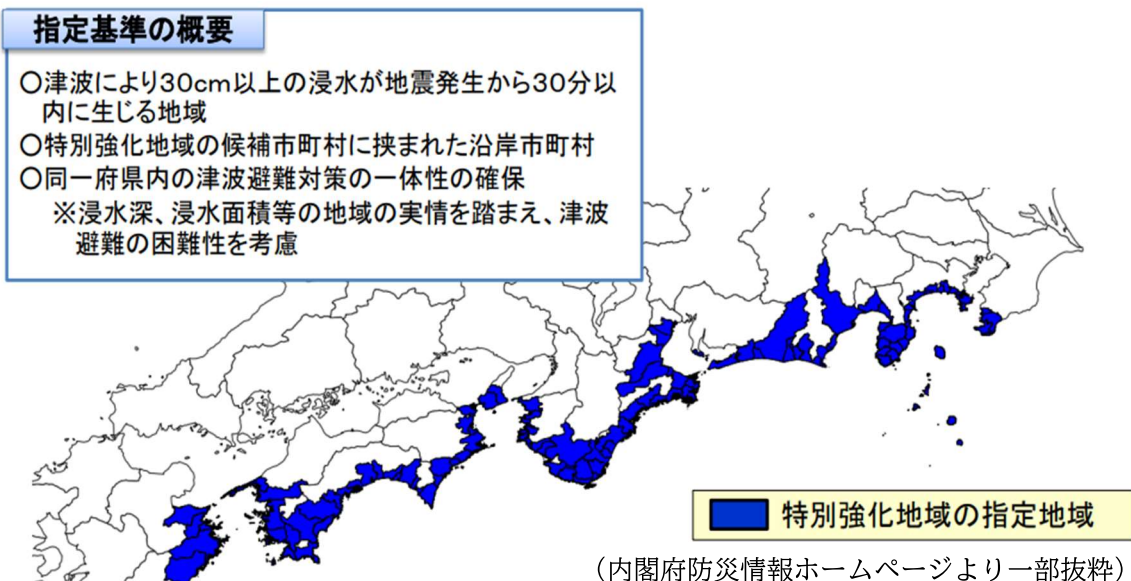 指定基準の概要
○津波により30cm以上の浸水が地震発生から30分以
内に生じる地域
○特別強化地域の候補市町村に挟まれた沿岸市町村
○同一府県内の津波避難対策の一体性の確保
※浸水深、浸水面積等の地域の実情を踏まえ、津波
避難の困難性を考慮
特別強化地域の指定地域
（内閣府防災情報ホームページより一部抜粋）